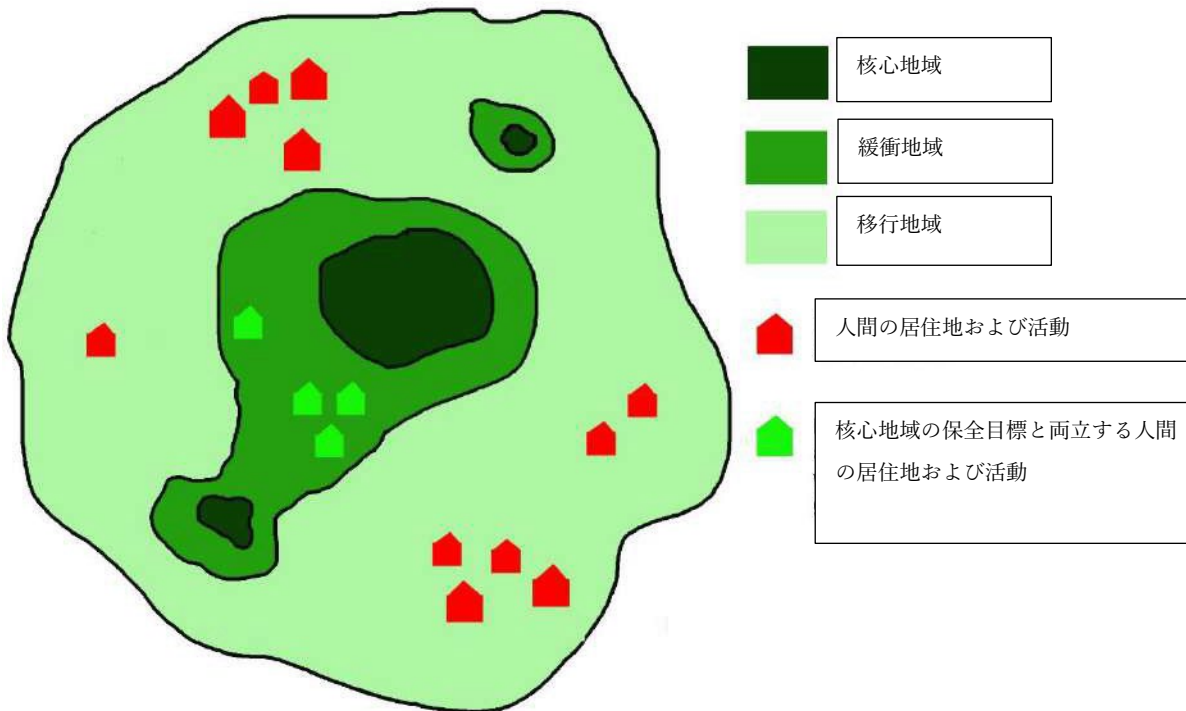 核心地域
緩衝地域
移行地域
人間の居住地および活動
核心地域の保全目標と両立する人間
の居住地および活動